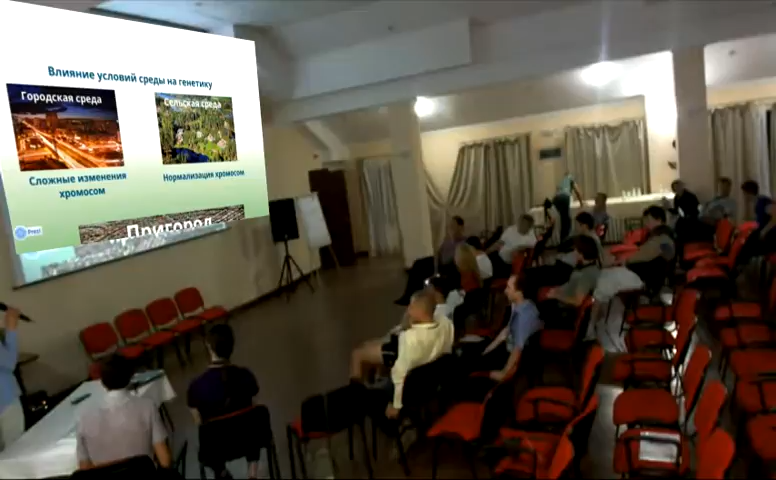 Влияние условий среды на генетику
Городская среда
Сельская среда
Сложные изменения
хромосом
Нормализация хромосом
Пригород